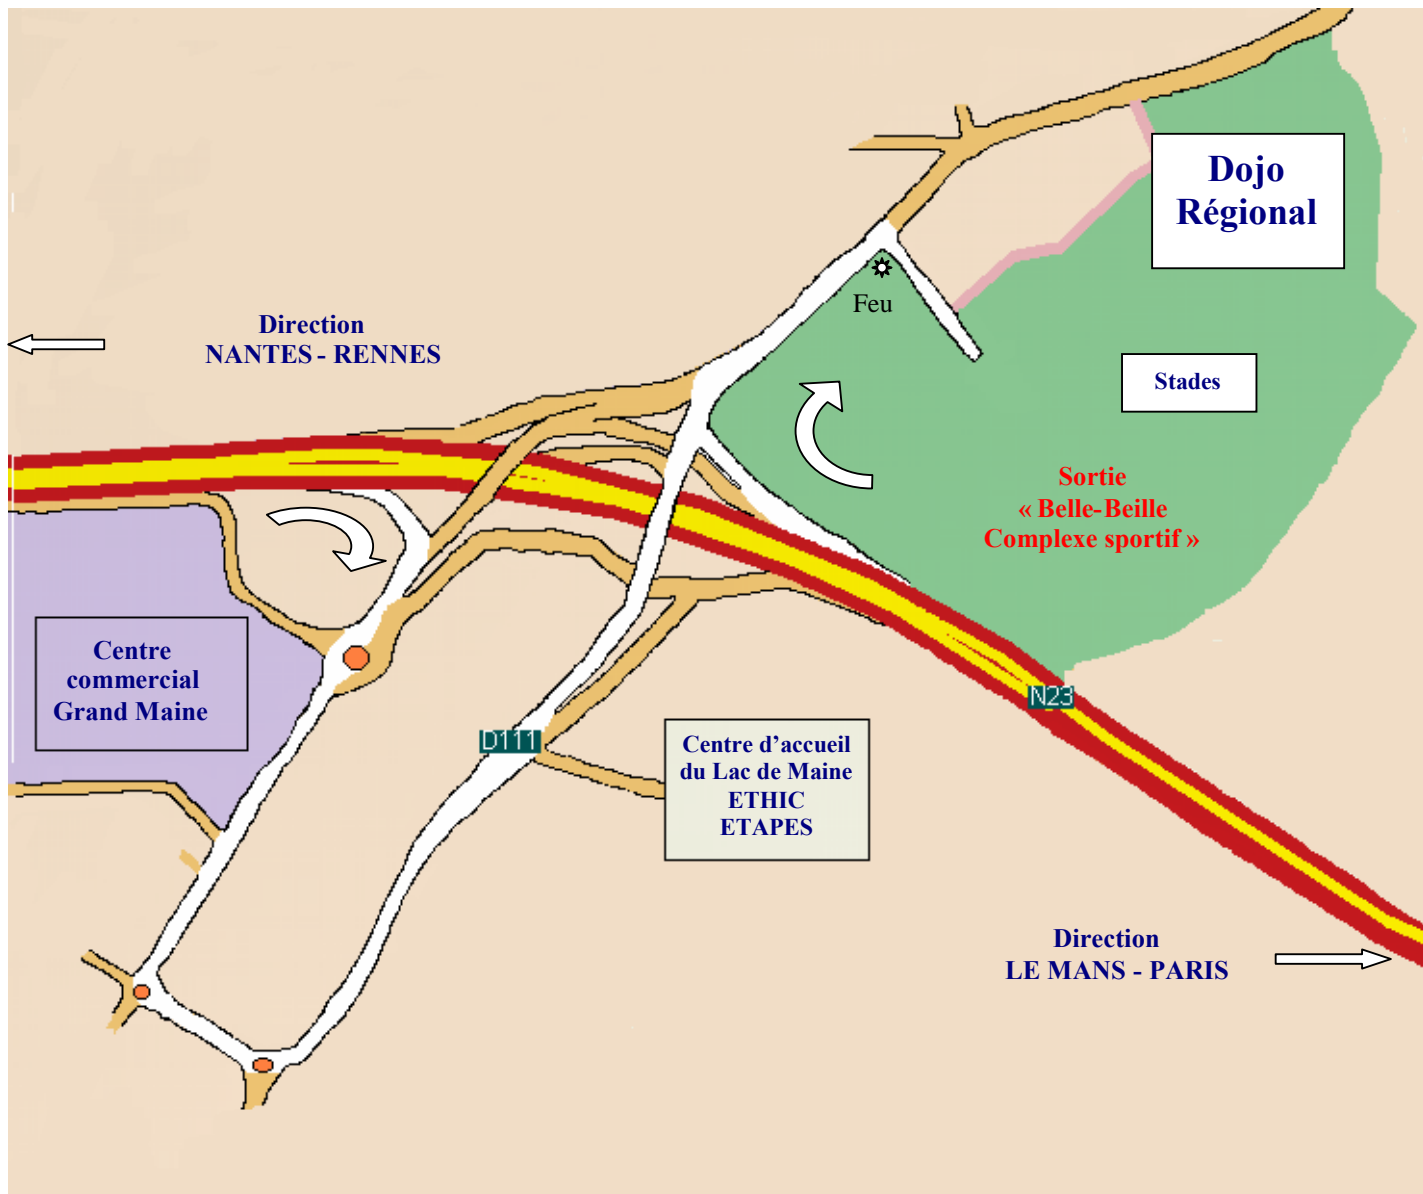 Dojo
Régional
Feu
Direction
NANTES - RENNES
Stades
Sortie
« Belle-Beille
Complexe sportif »
Centre
commercial
Grand Maine
N23
D111
Centre d’accueil
du Lac de Maine
ETHIC
ETAPES
Direction
LE MANS - PARIS